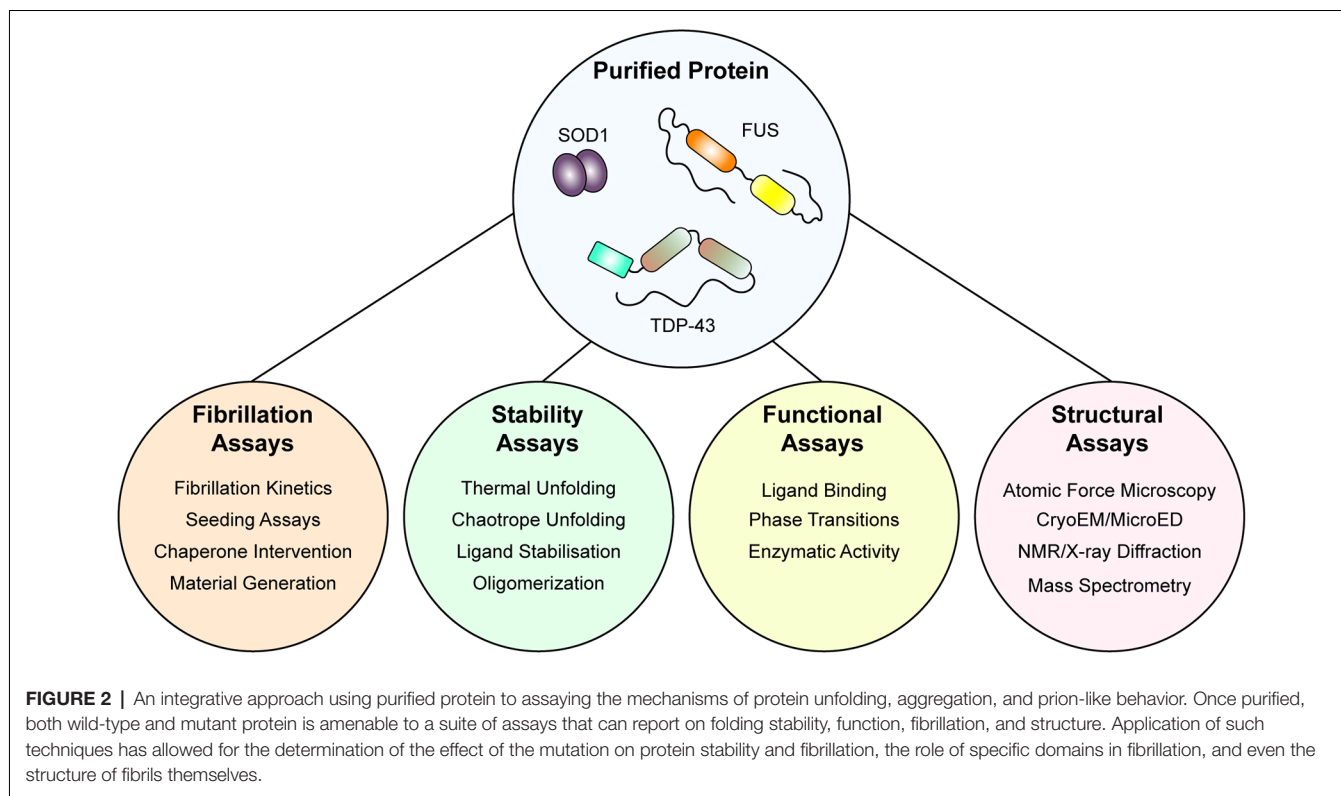 Purified Protein
SOD1
FUS
TDP-43
Fibrillation
Assays
Fibrillation Kinetics
Seeding Assays
Chaperone Intervention
Material Generation
Stability
Assays
Thermal Unfolding
Chaotrope Unfolding
Ligand Stabilisation
Oligomerization
Functional
Assays
Ligand Binding
Phase Transitions
Enzymatic Activity
Structural
Assays
Atomic Force Microscopy
CryoEM/MicroED
NMR/X-ray Diffraction
Mass Spectrometry
FIGURE 2 | An integrative approach using purified protein to assaying the mechanisms of protein unfolding, aggregation, and prion-like behavior. Once purified,
both wild-type and mutant protein is amenable to a suite of assays that can report on folding stability, function, fibrillation, and structure. Application of such
techniques has allowed for the determination of the effect of the mutation on protein stability and fibrillation, the role of specific domains in fibrillation, and even the
structure of fibrils themselves.